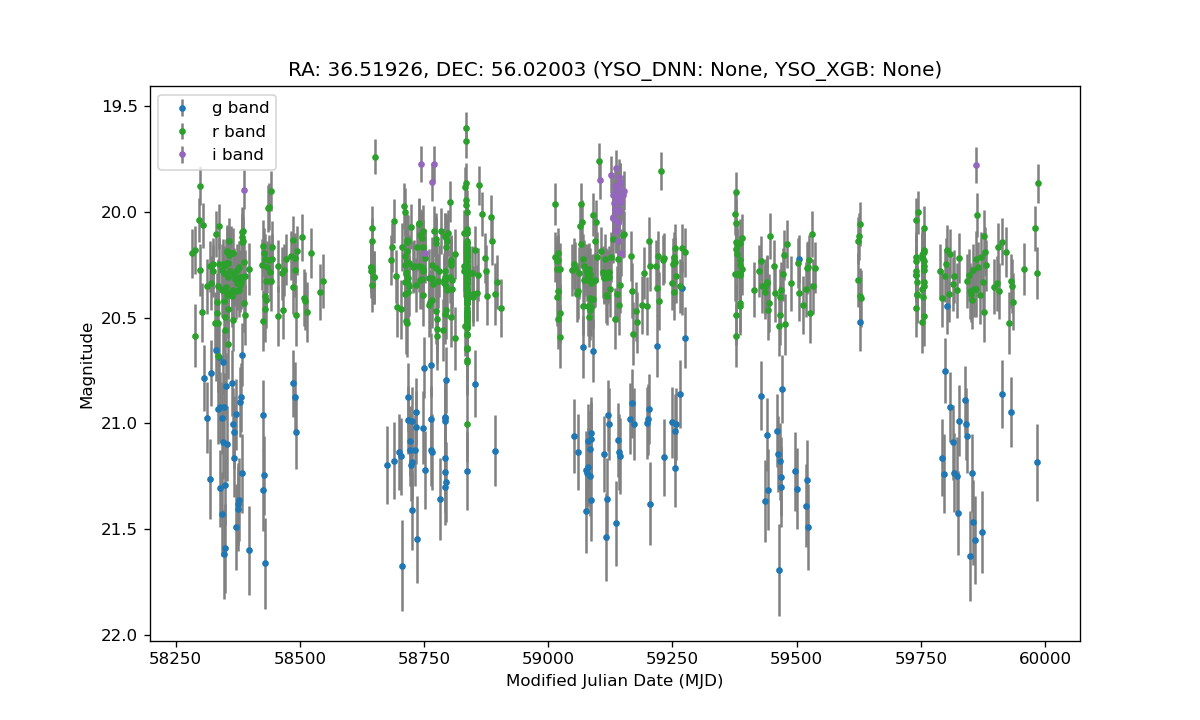 RA: 36.51926, DEC: 56.02003 (YSO_DNN: None, YSO_XGB: None)
g band
r band
i band
19.5
20.0
20.5
21.0
21.5
22.0
Magnitude
58250 58500 58750 59000 59250 59500 59750 60000
Modified Julian Date (MJD)